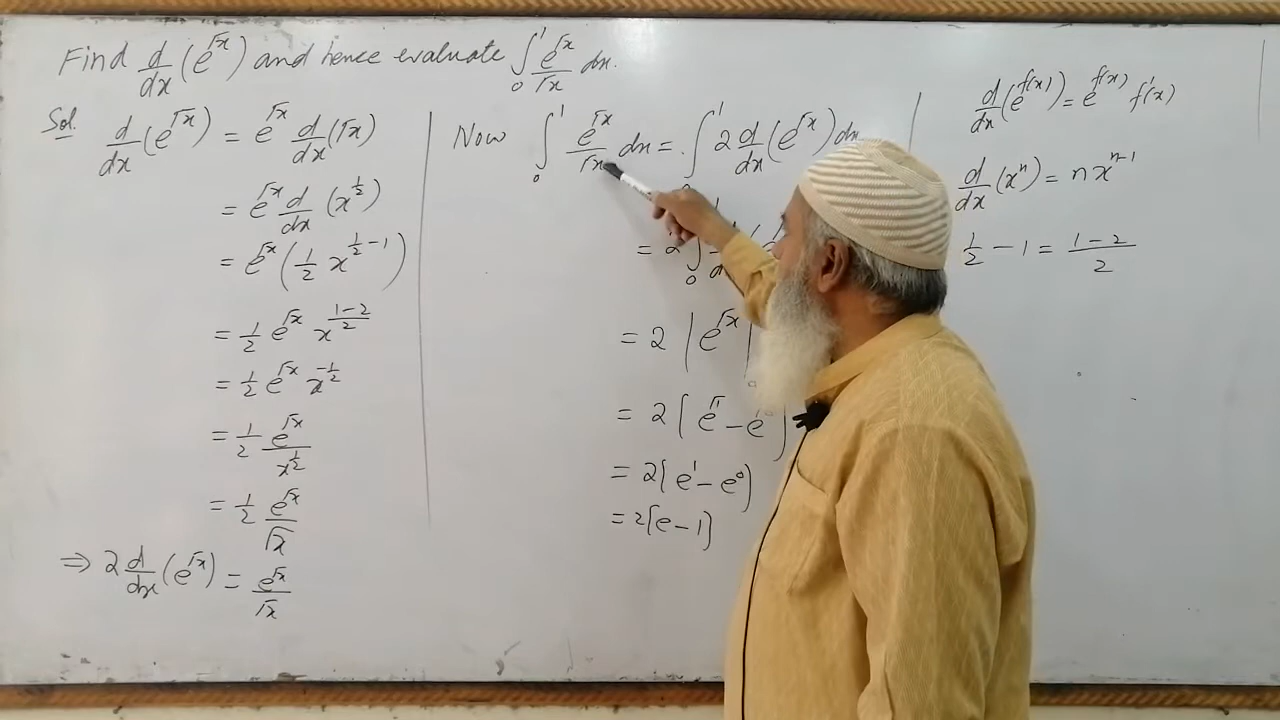 Find d/dx (e^√x) and hence evaluate ∫₀¹ e^√x/√x dx.
Sol. d/dx (e^√x) = e^√x d/dx (√x)
= e^√x d/dx (x^½)
= e^√x (½ x^(½-1))
= ½ e^√x x^((1-2)/2)
= ½ e^√x x^(-½)
= ½ e^√x/x^½
= ½ e^√x/√x
⇒ 2 d/dx (e^√x) = e^√x/√x
Now ∫₀¹ e^√x/√x dx = ∫₀¹ 2 d/dx (e^√x) dx
= 2 ∫₀¹
= 2 |e^√x|
= 2[e^√1 - e
= 2[e¹ - e⁰]
= 2[e - 1]
d/dx (e^f(x)) = e^f(x) f'(x)
d/dx (xⁿ) = n x^(n-1)
½ - 1 = (1-2)/2